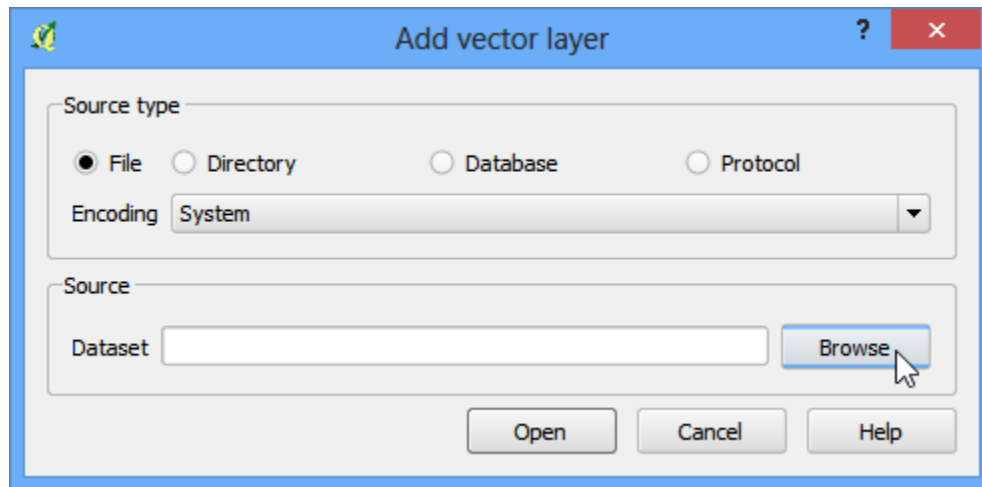 Add vector layer
?
×
Source type
File Directory Database Protocol
Encoding System
Source
Dataset Browse
Open Cancel Help